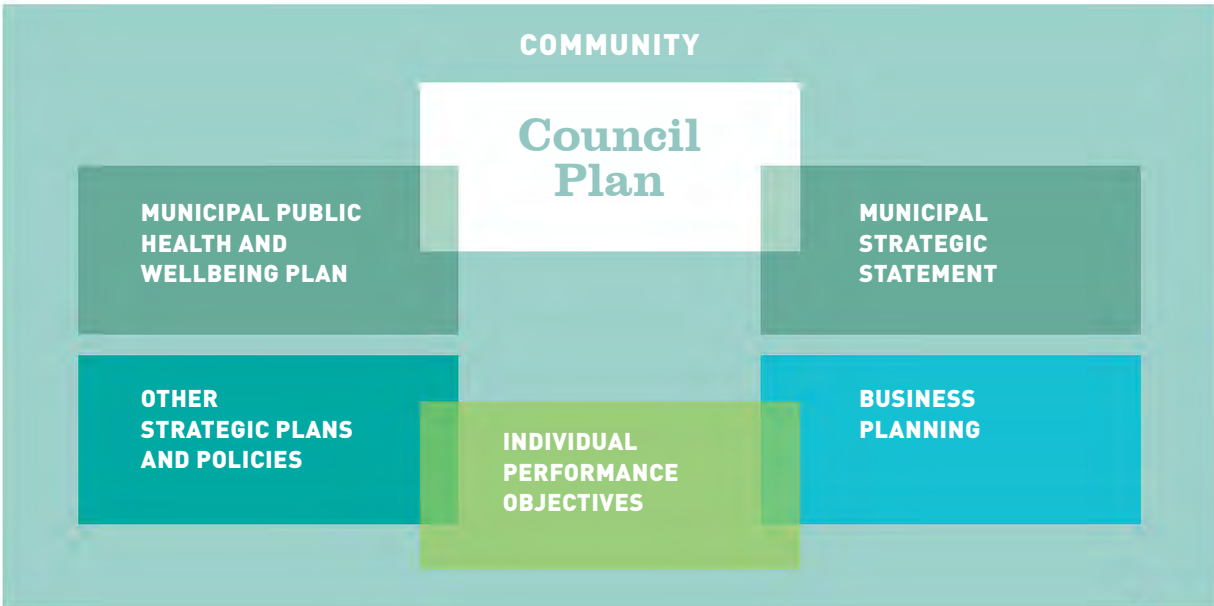 COMMUNITY
Council
Plan
MUNICIPAL PUBLIC
HEALTH AND
WELLBEING PLAN
MUNICIPAL
STRATEGIC
STATEMENT
OTHER
STRATEGIC PLANS
AND POLICIES
INDIVIDUAL
PERFORMANCE
OBJECTIVES
BUSINESS
PLANNING